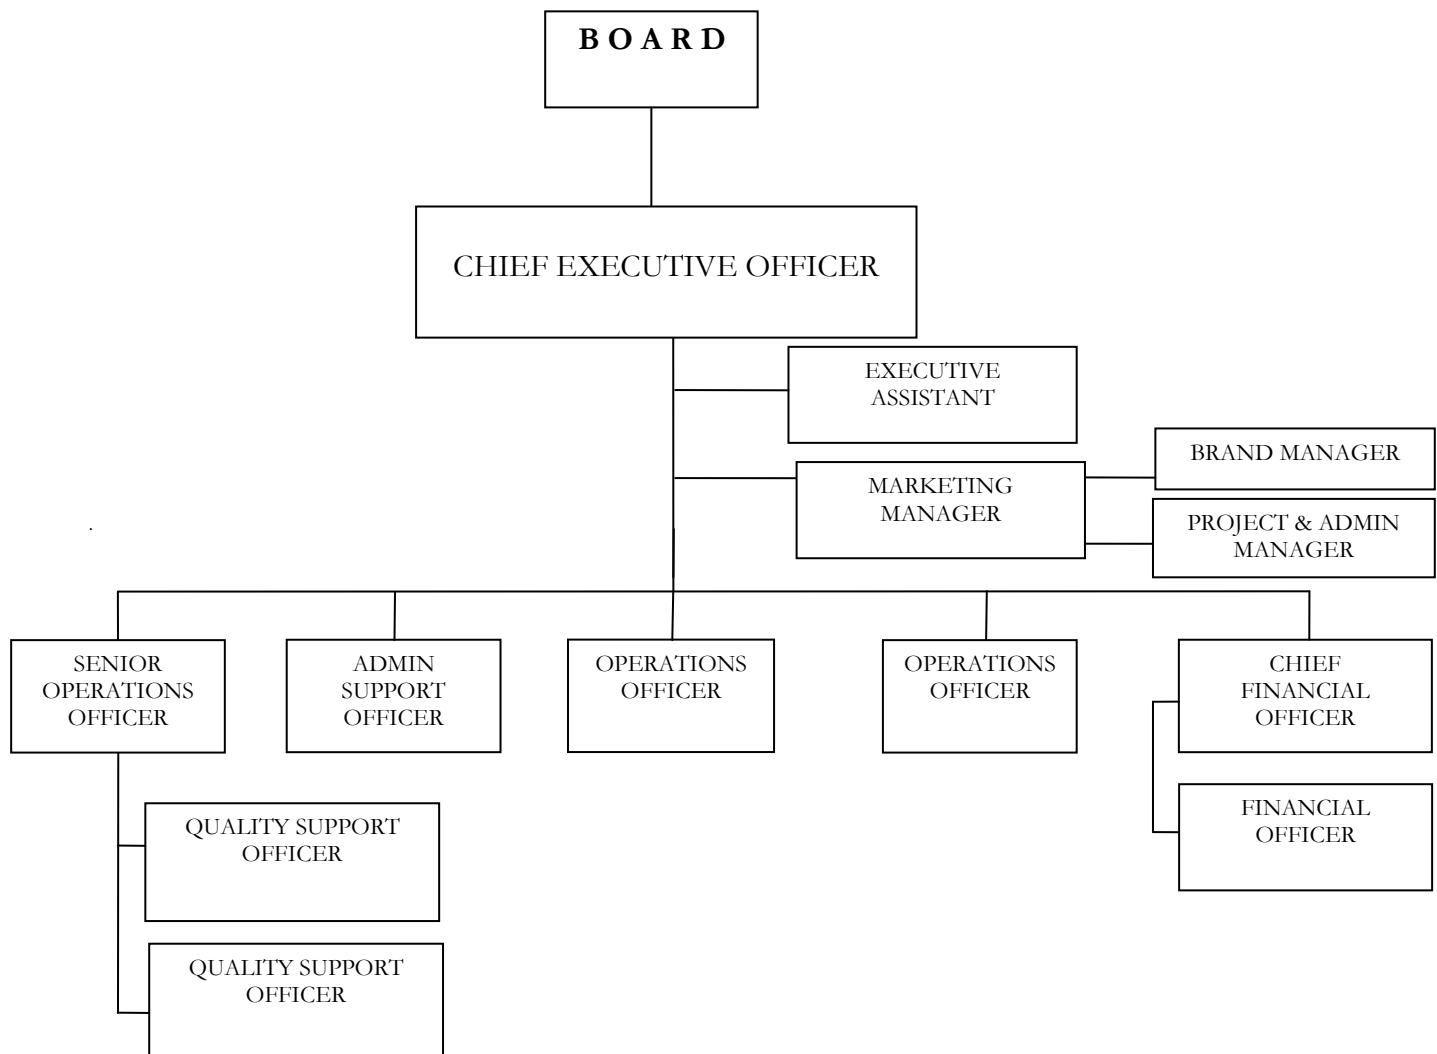 B O A R D
CHIEF EXECUTIVE OFFICER
EXECUTIVE
ASSISTANT
BRAND MANAGER
MARKETING
MANAGER
PROJECT & ADMIN
MANAGER
.
SENIOR
OPERATIONS
OFFICER
ADMIN
SUPPORT
OFFICER
OPERATIONS
OFFICER
OPERATIONS
OFFICER
CHIEF
FINANCIAL
OFFICER
QUALITY SUPPORT
OFFICER
FINANCIAL
OFFICER
QUALITY SUPPORT
OFFICER